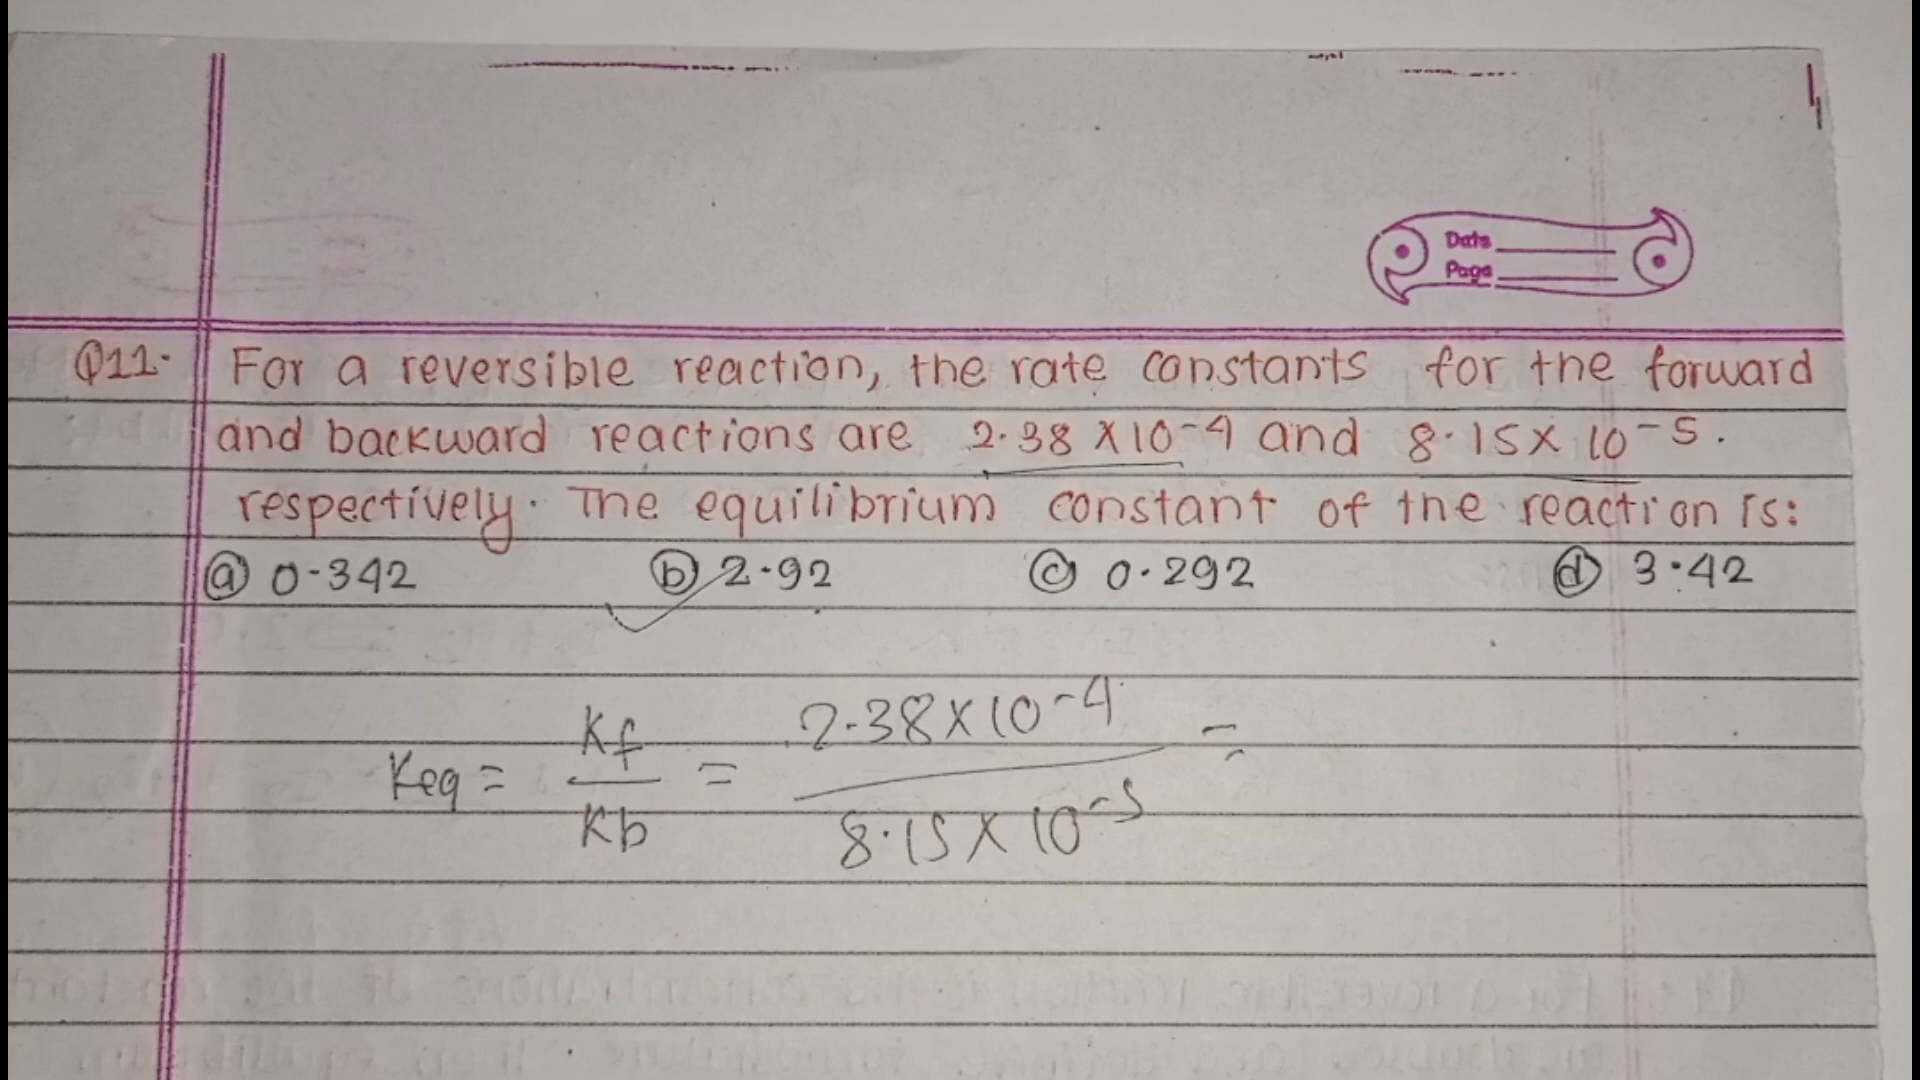 Date
Page
Q11. For a reversible reaction, the rate constants for the forward
and backward reactions are 2.38 X 10-4 and 8.15 x 10-5.
respectively. The equilibrium constant of the reaction is:
(a) 0.342 (b) 2.92 (c) 0.292 (d) 3.42
Keq = Kf / Kb = 2.38 X 10-4 / 8.15 X 10-5 =